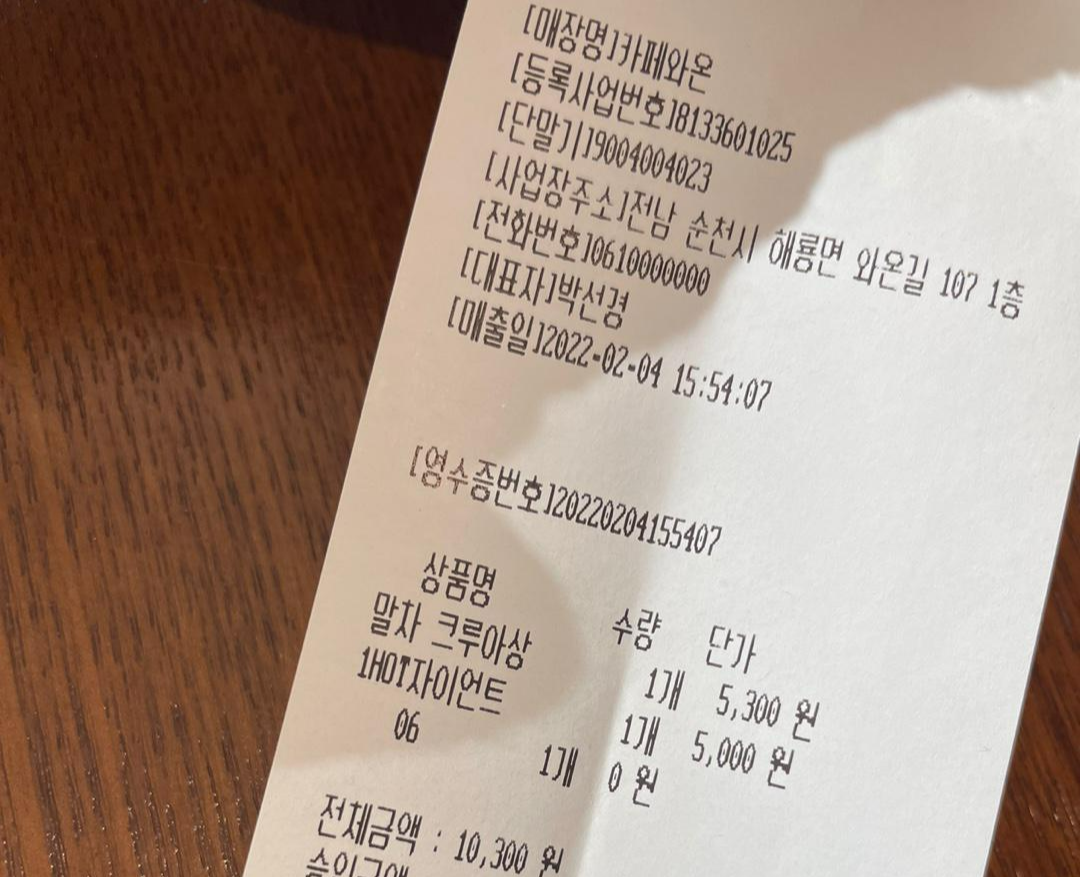 [매장명]카페와온
[등록사업번호]8133601025
[단말기]9004004023
[사업장주소]전남 순천시 해룡면 와온길 107 1층
[전화번호]0610000000
[대표자]박선경
[매출일]2022-02-04 15:54:07
[영수증번호]20220204155407
상품명 수량 단가
말차 크루아상 1개 5,300 원
1HOT자이언트 1개 5,000 원
06 1개 0 원
전체금액 : 10,300 원
승인금액